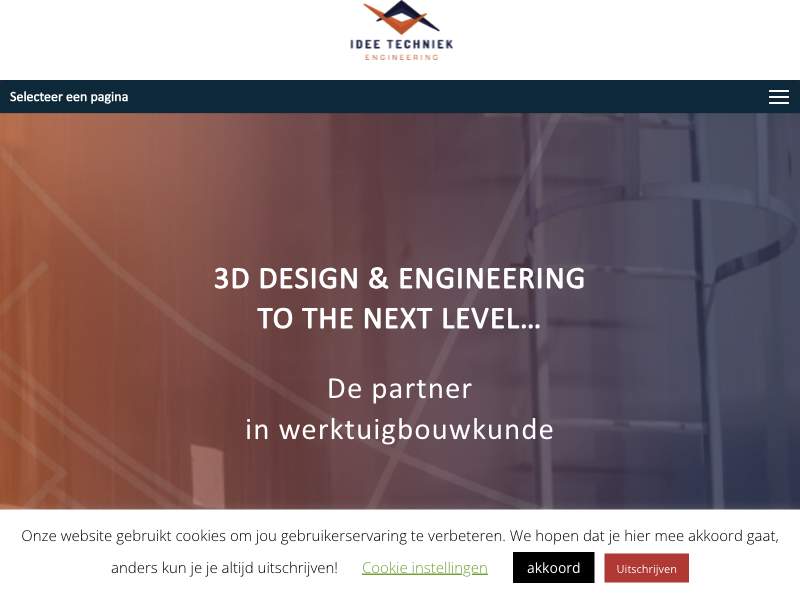 IDEE TECHNIEK
ENGINEERING
Selecteer een pagina
3D DESIGN & ENGINEERING
TO THE NEXT LEVEL…
De partner
in werktuigbouwkunde
Onze website gebruikt cookies om jou gebruikerservaring te verbeteren. We hopen dat je hier mee akkoord gaat,
anders kun je je altijd uitschrijven! Cookie instellingen akkoord Uitschrijven